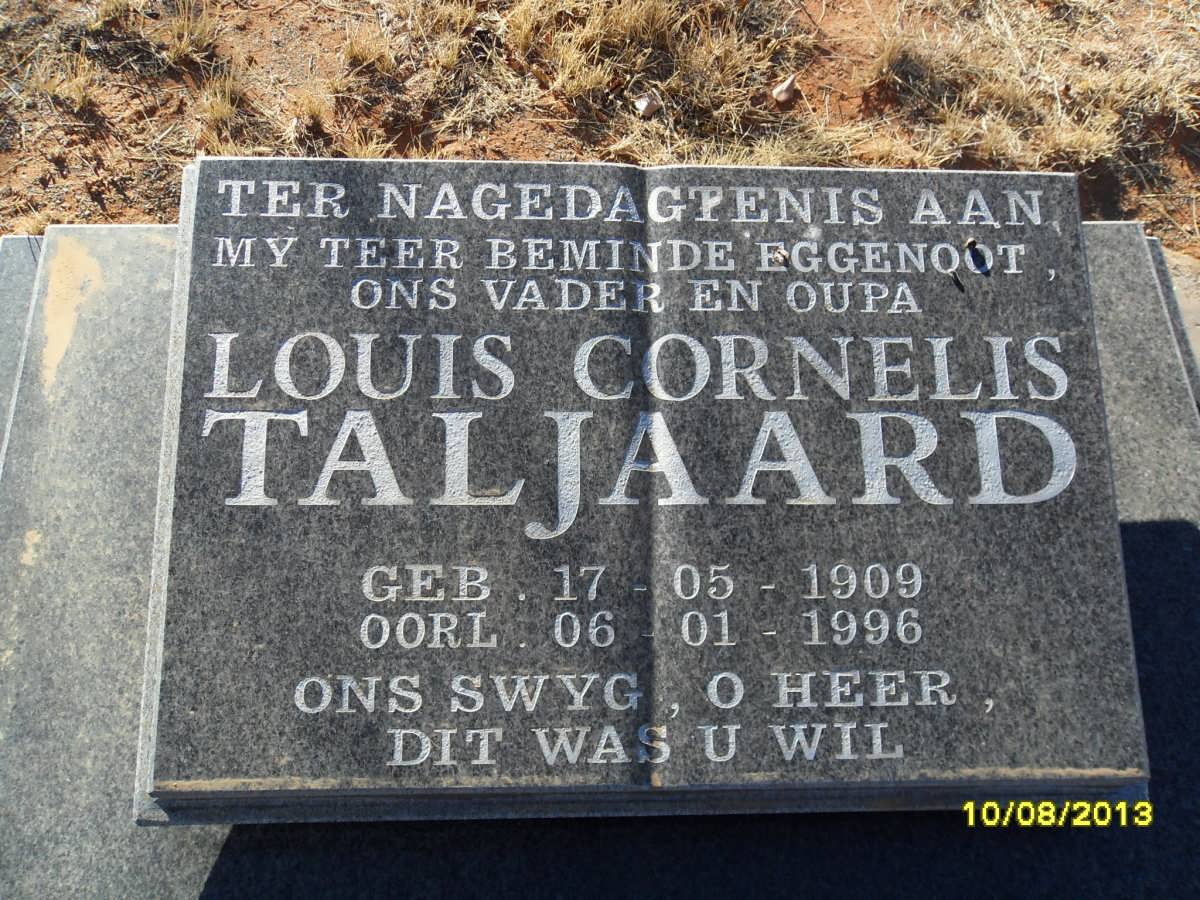 TER NAGEDAGTENIS AAN
MY TEER BEMINDE EGGENOOT,
ONS VADER EN OUPA
LOUIS CORNELIS
TALJAARD
GEB. 17-05-1909
OORL. 06-01-1996
ONS SWYG, O HEER,
DIT WAS U WIL
10/08/2013